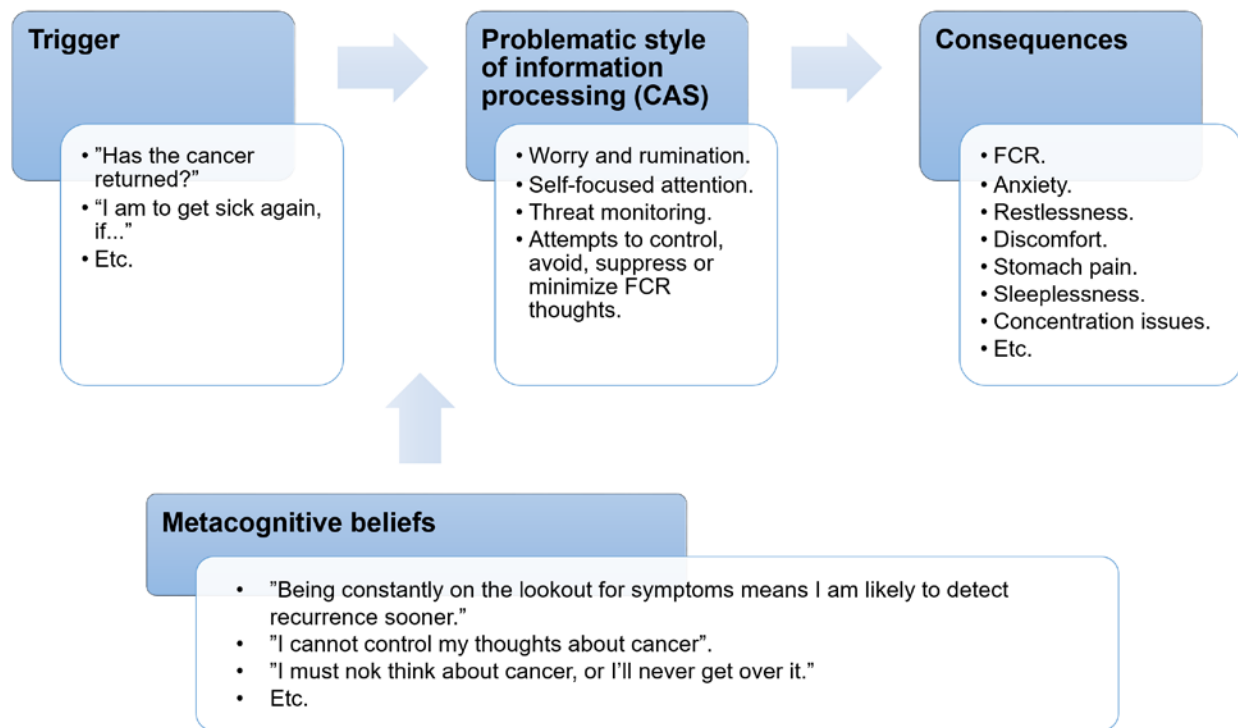 Trigger
• ”Has the cancer
returned?”
• “I am to get sick again,
if...”
• Etc.
Problematic style
of information
processing (CAS)
• Worry and rumination.
• Self-focused attention.
• Threat monitoring.
• Attempts to control,
avoid, suppress or
minimize FCR
thoughts.
Consequences
• FCR.
• Anxiety.
• Restlessness.
• Discomfort.
• Stomach pain.
• Sleeplessness.
• Concentration issues.
• Etc.
Metacognitive beliefs
• ”Being constantly on the lookout for symptoms means I am likely to detect
recurrence sooner.”
• ”I cannot control my thoughts about cancer”.
• ”I must nok think about cancer, or I’ll never get over it.”
• Etc.